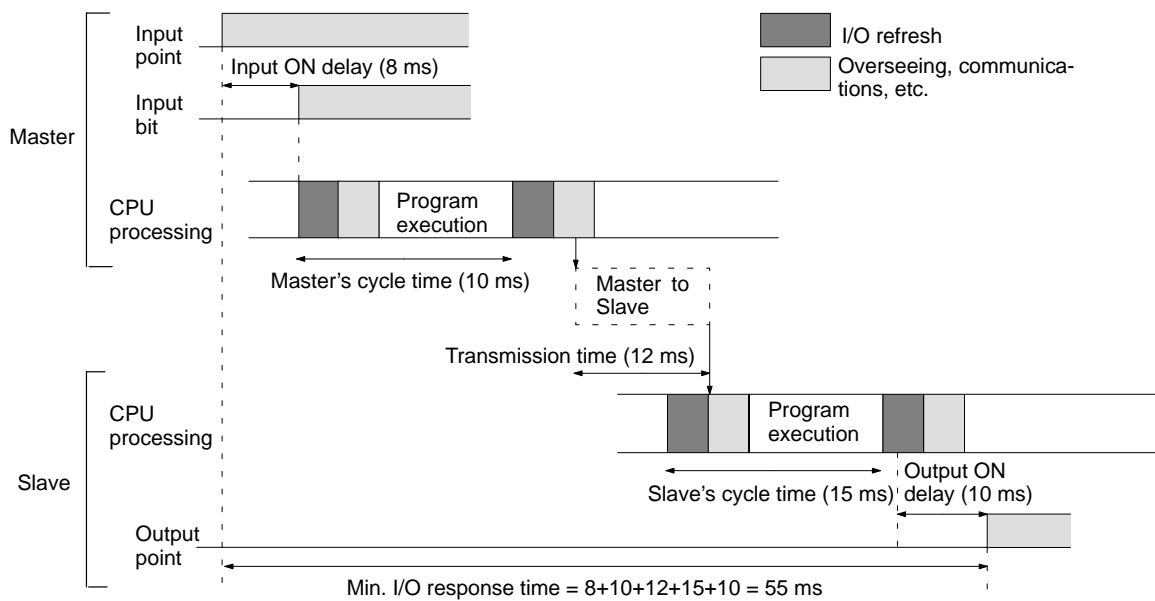 Input
point
I/O refresh
Overseeing, communica-
tions, etc.
Input ON delay (8 ms)
Input
bit
Master
CPU
processing
Program
execution
Master's cycle time (10 ms)
Master to
Slave
Transmission time (12 ms)
CPU
processing
Program
execution
Slave
Slave's cycle time (15 ms)
Output ON
delay (10 ms)
Output
point
Min. I/O response time = 8+10+12+15+10 = 55 ms